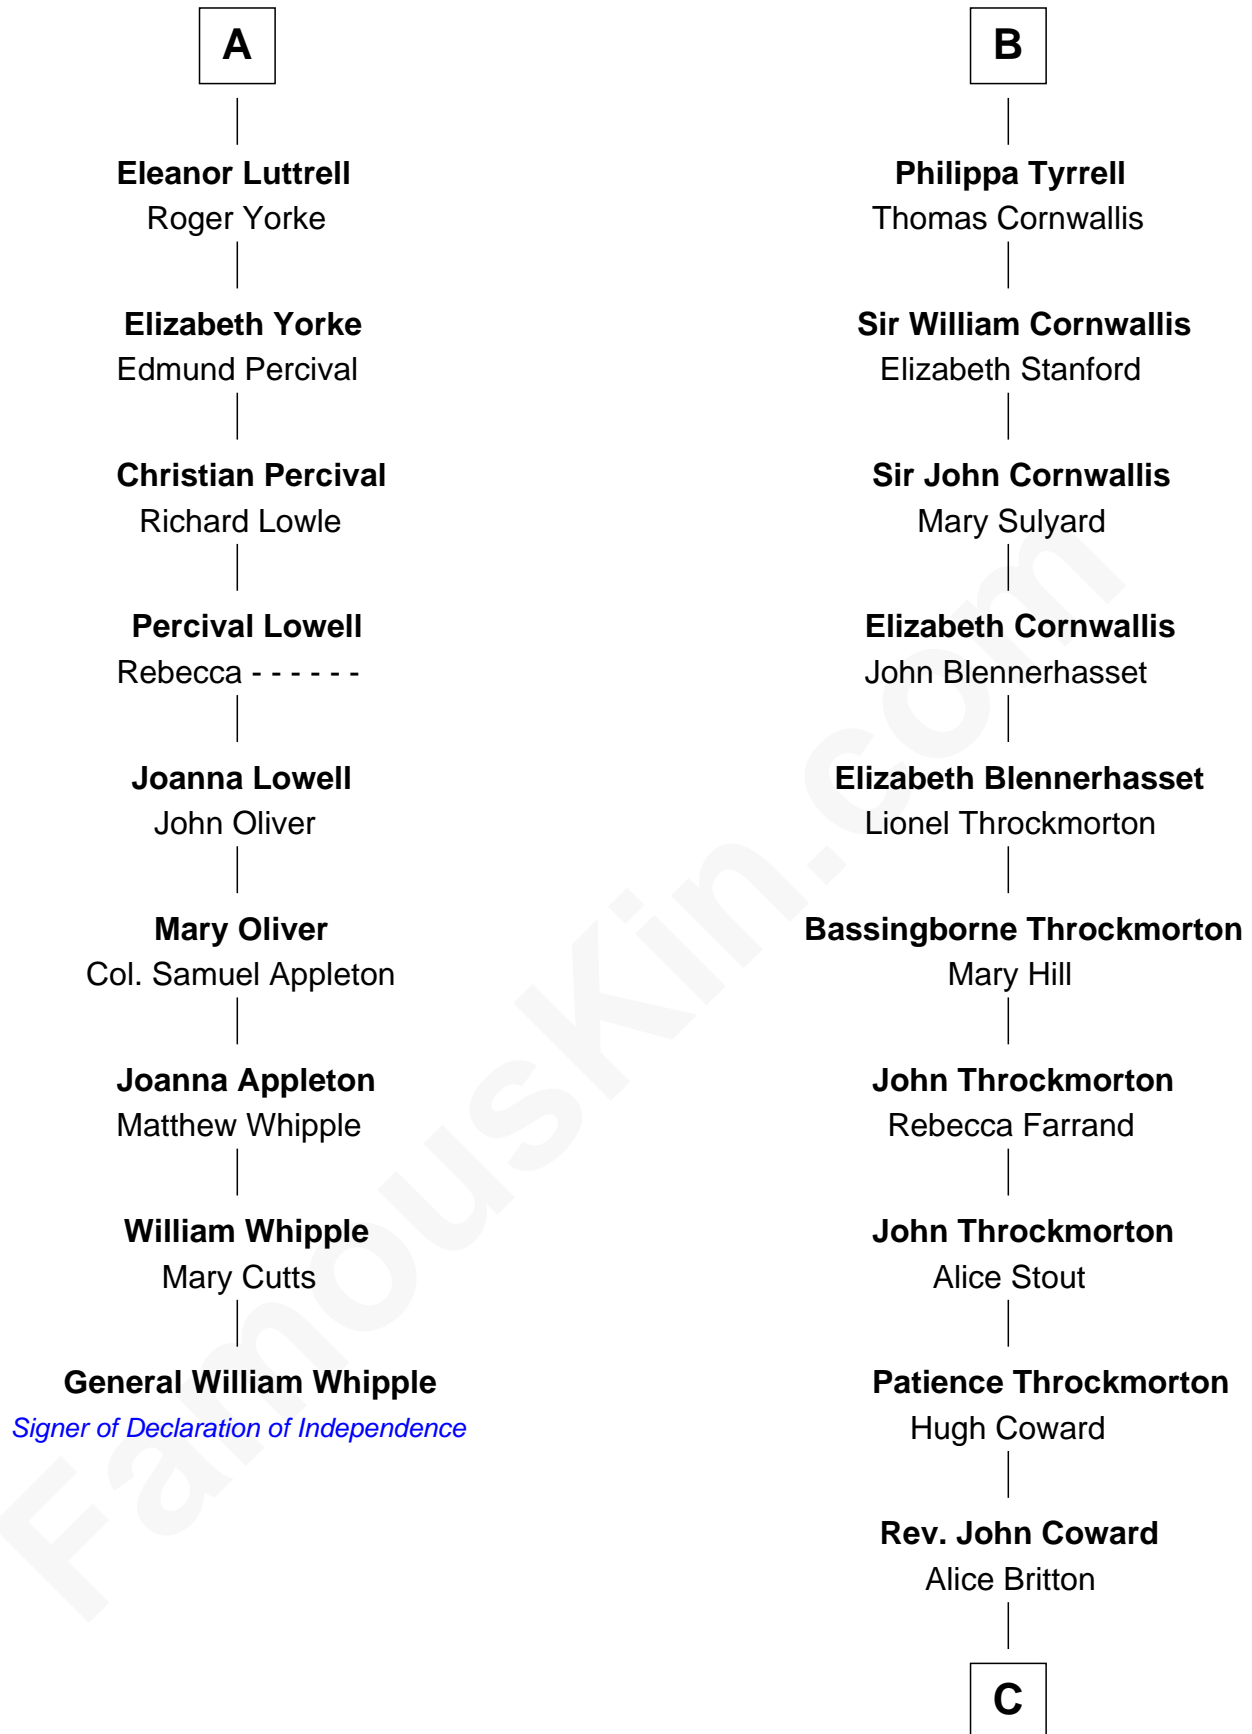 A
Eleanor Luttrell
Roger Yorke
Elizabeth Yorke
Edmund Percival
Christian Percival
Richard Lowle
Percival Lowell
Rebecca - - - - - -
Joanna Lowell
John Oliver
Mary Oliver
Col. Samuel Appleton
Joanna Appleton
Matthew Whipple
William Whipple
Mary Cutts
General William Whipple
Signer of Declaration of Independence
B
Philippa Tyrrell
Thomas Cornwallis
Sir William Cornwallis
Elizabeth Stanford
Sir John Cornwallis
Mary Sulyard
Elizabeth Cornwallis
John Blennerhasset
Elizabeth Blennerhasset
Lionel Throckmorton
Bassingborne Throckmorton
Mary Hill
John Throckmorton
Rebecca Farrand
John Throckmorton
Alice Stout
Patience Throckmorton
Hugh Coward
Rev. John Coward
Alice Britton
C
FamousKin.com